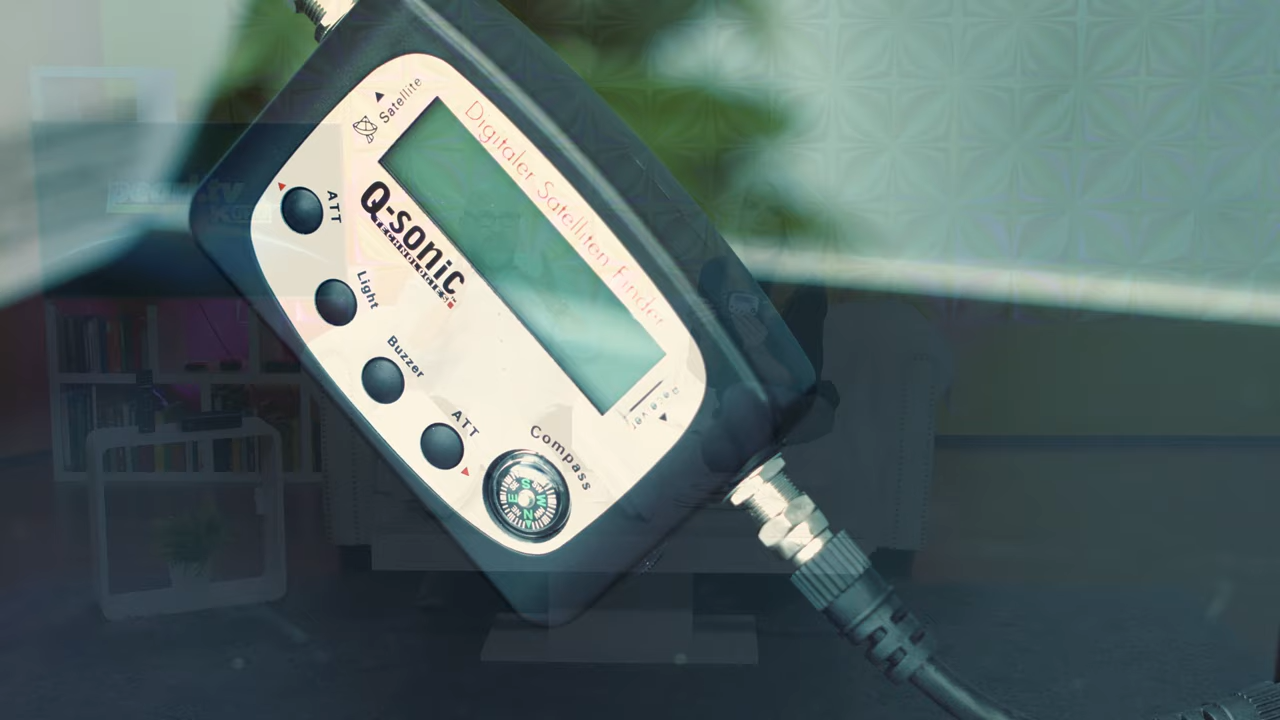 Satellite
Digitaler Satelliten Finder
Q-sonic
TECHNOLOGIES
ATT
Light
Buzzer
ATT
Compass
S
E
W
N